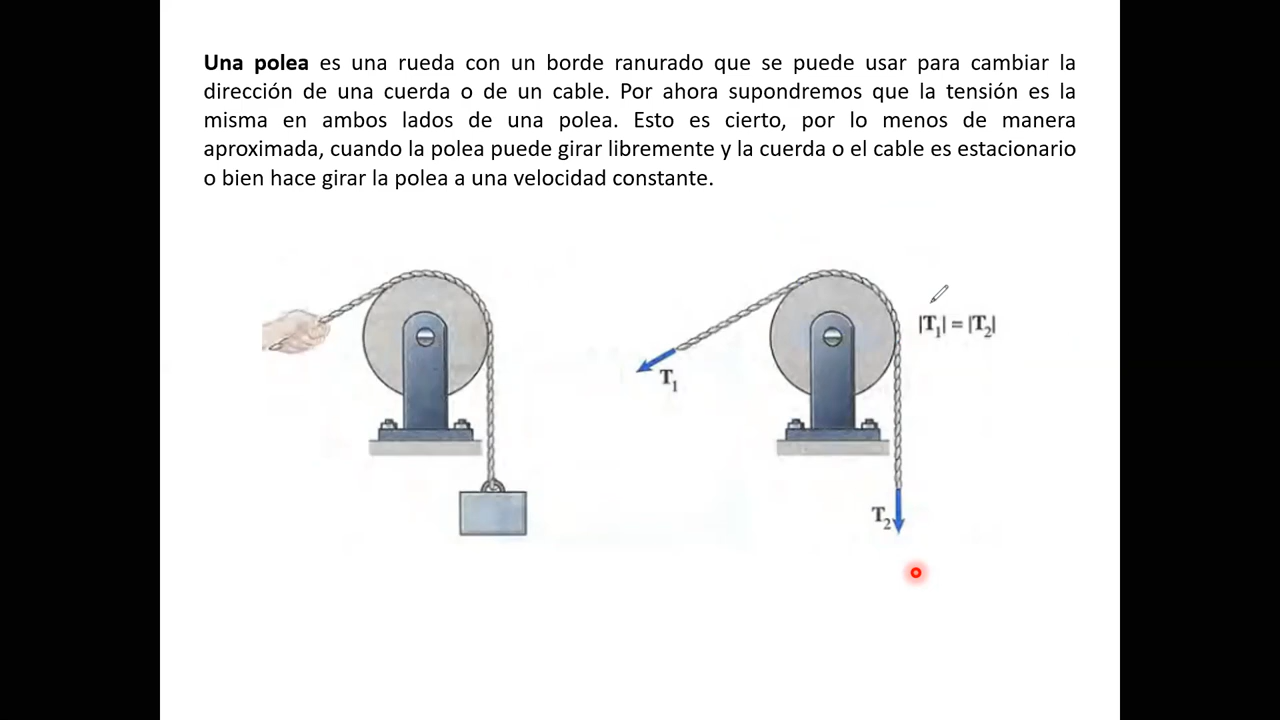 Una polea es una rueda con un borde ranurado que se puede usar para cambiar la
dirección de una cuerda o de un cable. Por ahora supondremos que la tensión es la
misma en ambos lados de una polea. Esto es cierto, por lo menos de manera
aproximada, cuando la polea puede girar libremente y la cuerda o el cable es estacionario
o bien hace girar la polea a una velocidad constante.
|T₁| = |T₂|
T₁
T₂